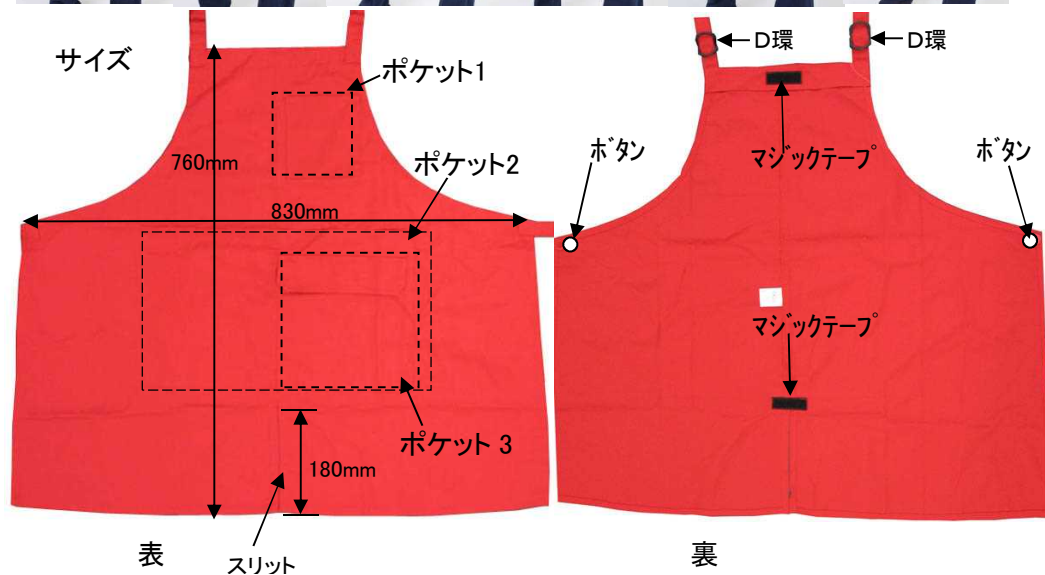 サイズ
ポケット1
760mm
ポケット2
830mm
ポケット 3
180mm
スリット
表
D環
D環
マジックテープ
ボタン
ボタン
マジックテープ
裏